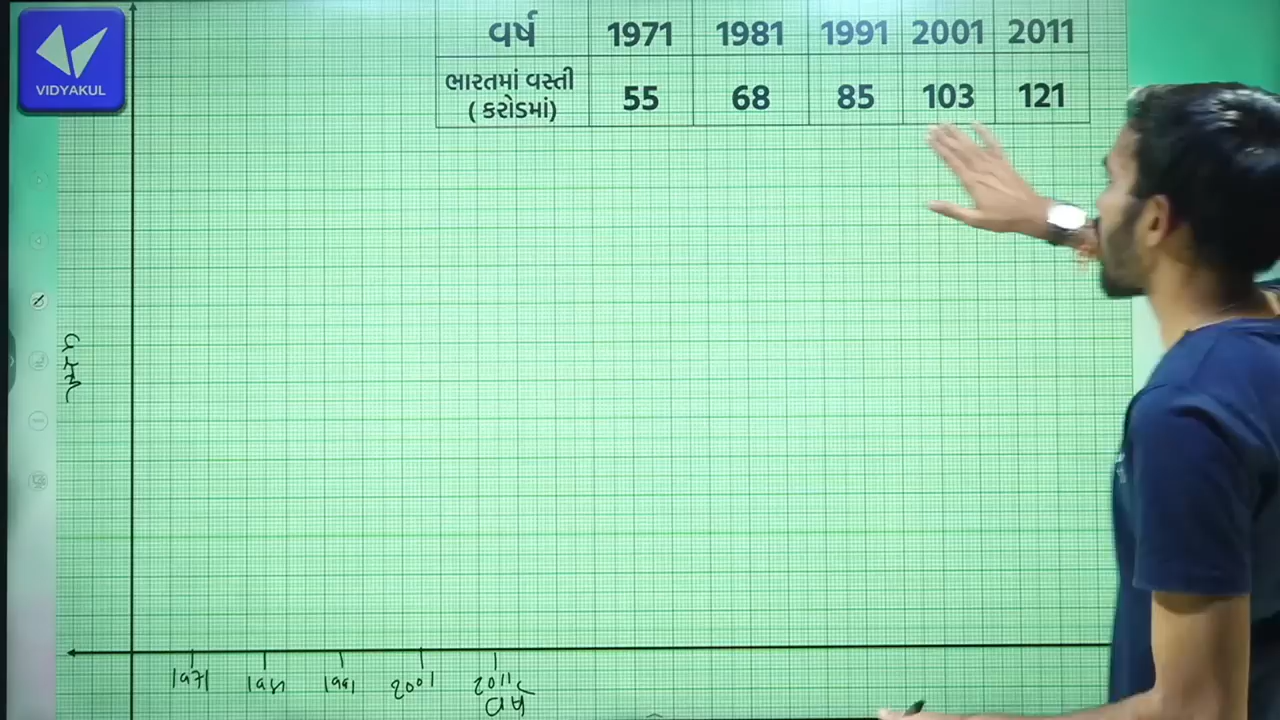 VIDYAKUL
વર્ષ 1971 1981 1991 2001 2011
ભારતમાં વસ્તી
( કરોડમાં) 55 68 85 103 121
વસ્તી
1971 1981 1991 2001 2011
વર્ષ